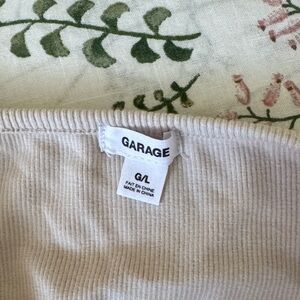 GARAGE
G/L
FAIT EN CHINE
MADE IN CHINA